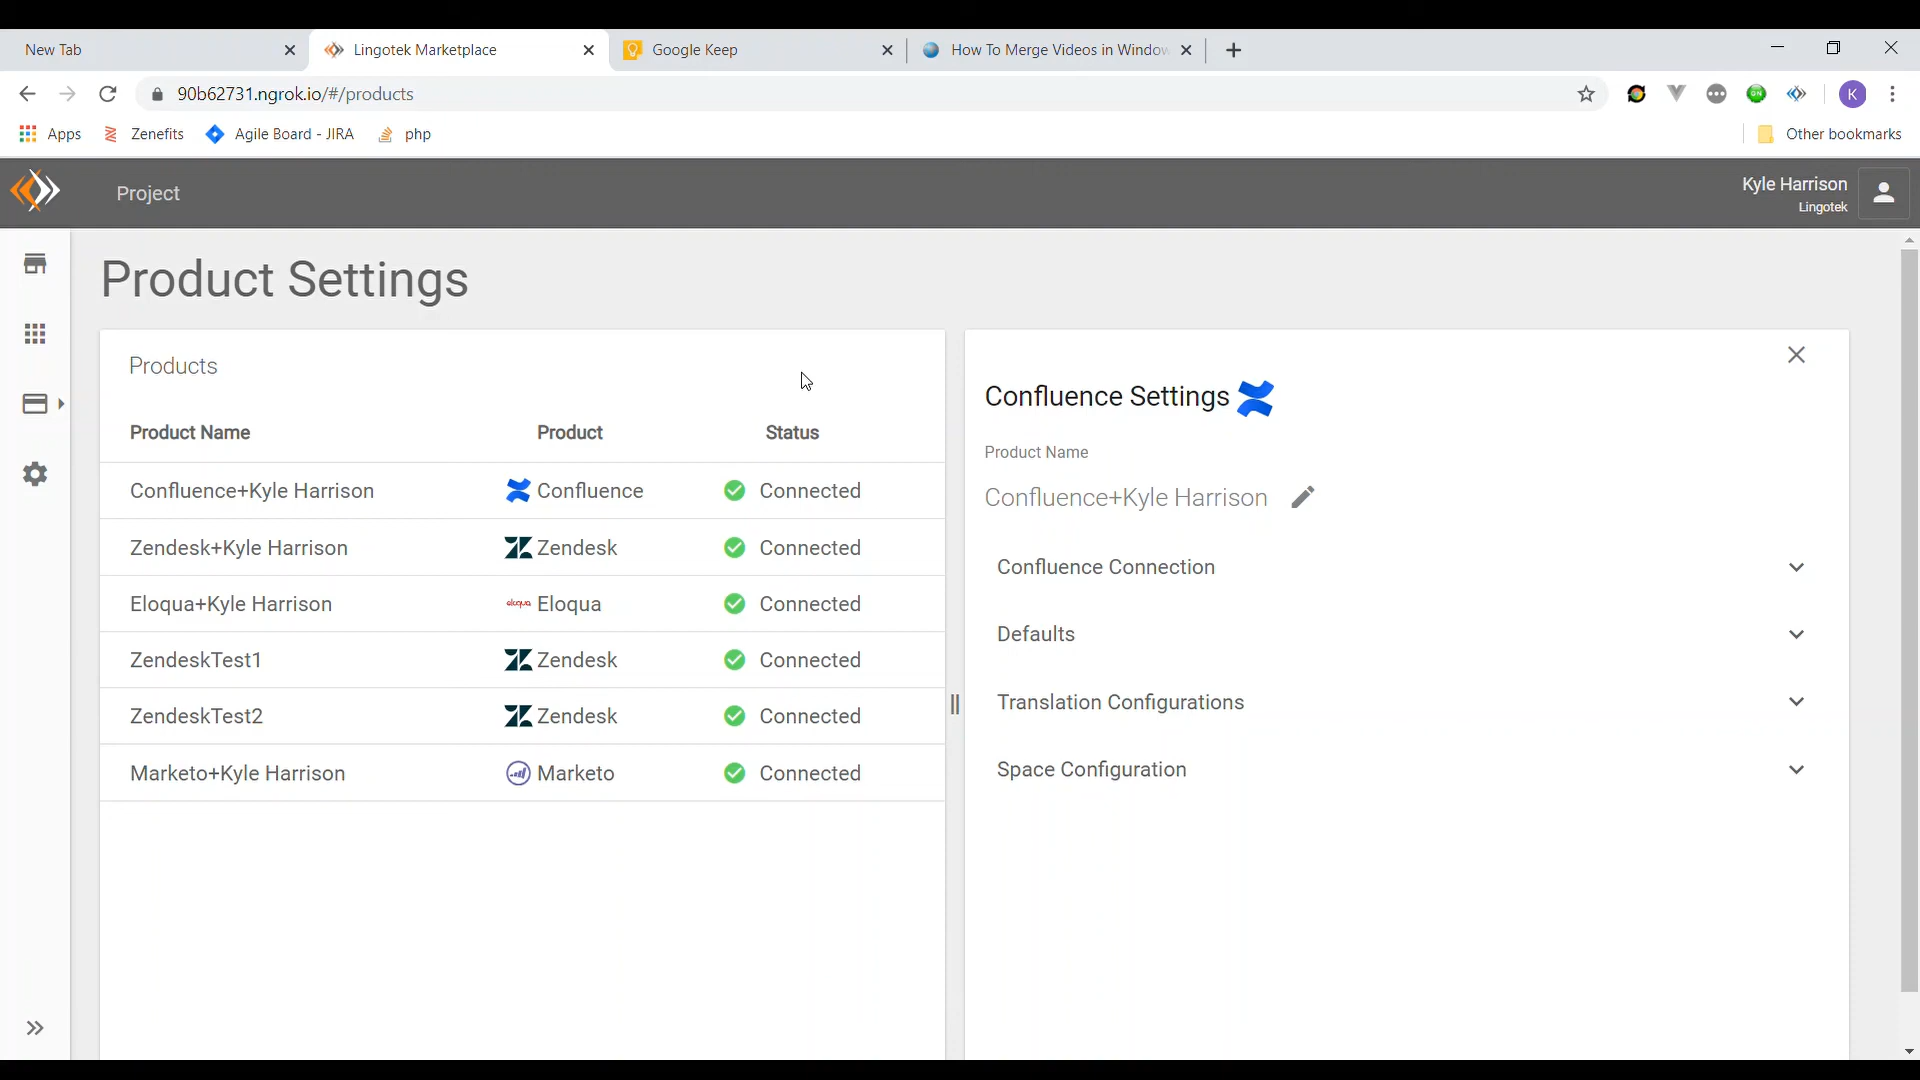 New Tab
Lingotek Marketplace
Google Keep
How To Merge Videos in Window
90b62731.ngrok.io/#/products
ON
K
Apps
Zenefits
Agile Board - JIRA
php
Other bookmarks
Project
Kyle Harrison
Lingotek
Product Settings
Products
Product Name Product Status
Confluence+Kyle Harrison Confluence Connected
Zendesk+Kyle Harrison Zendesk Connected
Eloqua+Kyle Harrison eloqua Eloqua Connected
ZendeskTest1 Zendesk Connected
ZendeskTest2 Zendesk Connected
Marketo+Kyle Harrison Marketo Connected
Confluence Settings
Product Name
Confluence+Kyle Harrison
Confluence Connection
Defaults
Translation Configurations
Space Configuration